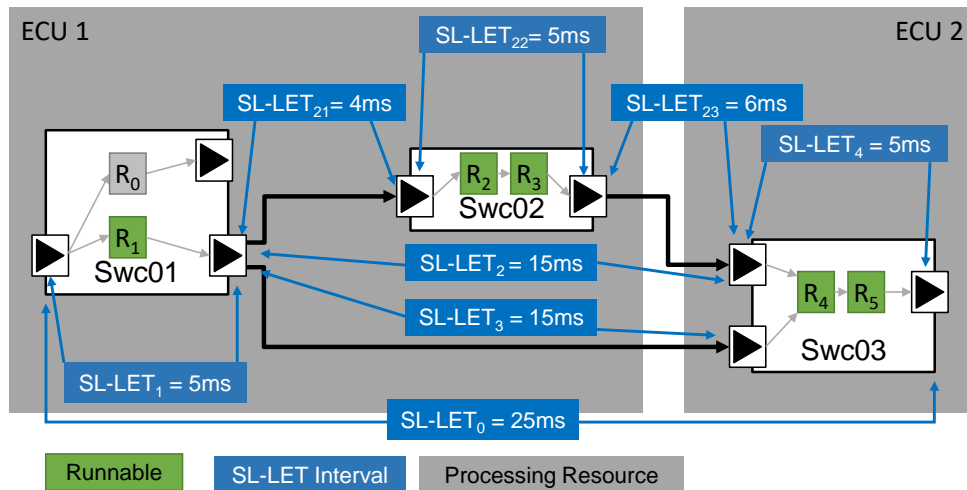 ECU 1
ECU 2
SL-LET₂₂= 5ms
SL-LET₂₁= 4ms
SL-LET₂₃= 6ms
SL-LET₄= 5ms
R₀
R₁
Swc01
R₂
R₃
Swc02
SL-LET₂ = 15ms
SL-LET₃ = 15ms
R₄
R₅
Swc03
SL-LET₁ = 5ms
SL-LET₀ = 25ms
Runnable
SL-LET Interval
Processing Resource